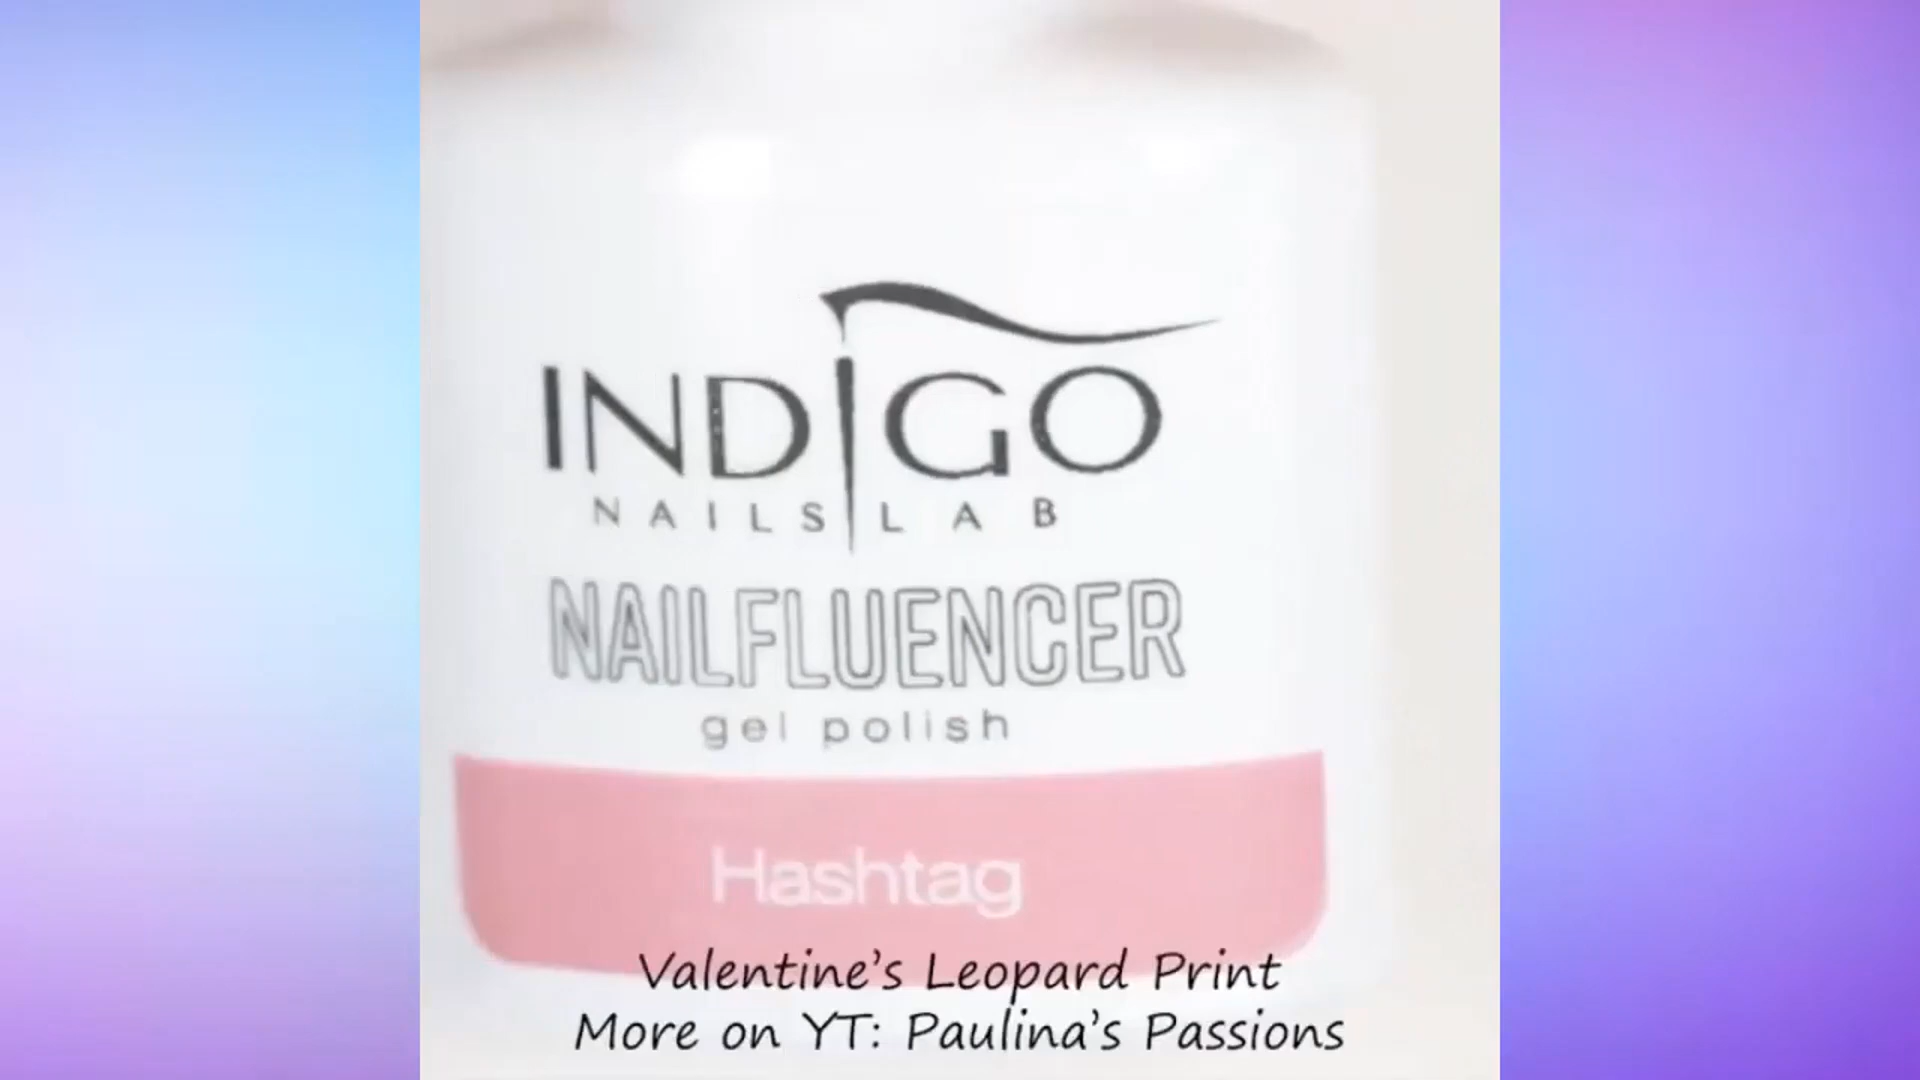 INDIGO
NAILS LAB
NAILFLUENCER
gel polish
Hashtag
Valentine's Leopard Print
More on YT: Paulina's Passions